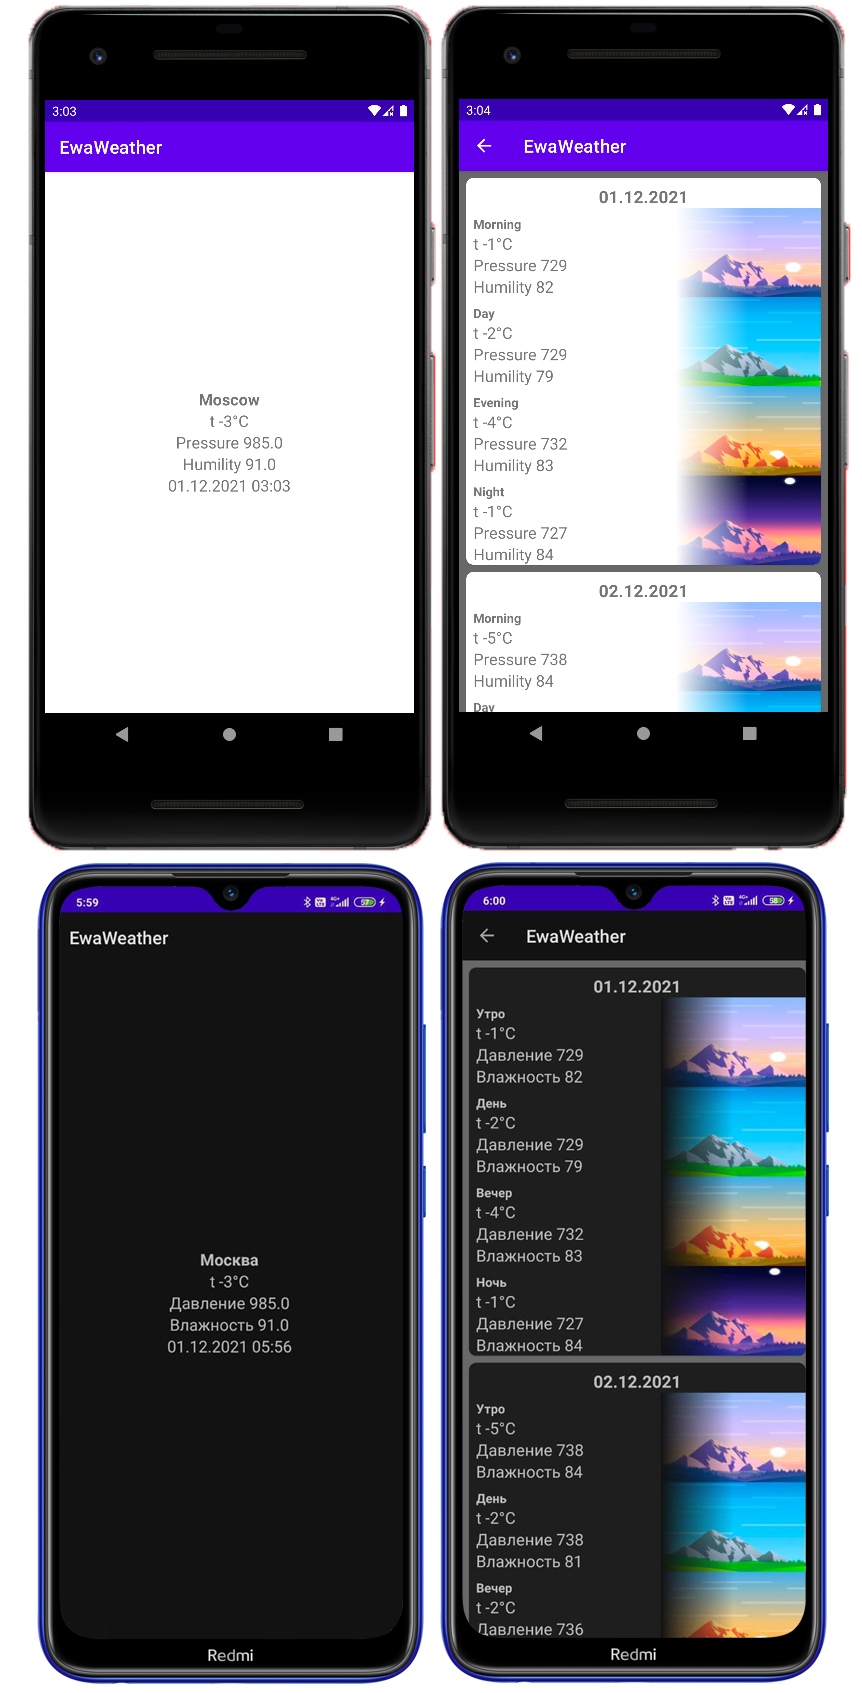 3:03
EwaWeather
Moscow
t -3°C
Pressure 985.0
Humility 91.0
01.12.2021 03:03
3:04
EwaWeather
01.12.2021
Morning
t -1°C
Pressure 729
Humility 82
Day
t -2°C
Pressure 729
Humility 79
Evening
t -4°C
Pressure 732
Humility 83
Night
t -1°C
Pressure 727
Humility 84
02.12.2021
Morning
t -5°C
Pressure 738
Humility 84
Day
5:59
4G+
57
EwaWeather
Москва
t -3°C
Давление 985.0
Влажность 91.0
01.12.2021 05:56
Redmi
6:00
4G+
58
EwaWeather
01.12.2021
Утро
t -1°C
Давление 729
Влажность 82
День
t -2°C
Давление 729
Влажность 79
Вечер
t -4°C
Давление 732
Влажность 83
Ночь
t -1°C
Давление 727
Влажность 84
02.12.2021
Утро
t -5°C
Давление 738
Влажность 84
День
t -2°C
Давление 738
Влажность 81
Вечер
t -2°C
Давление 736
Redmi